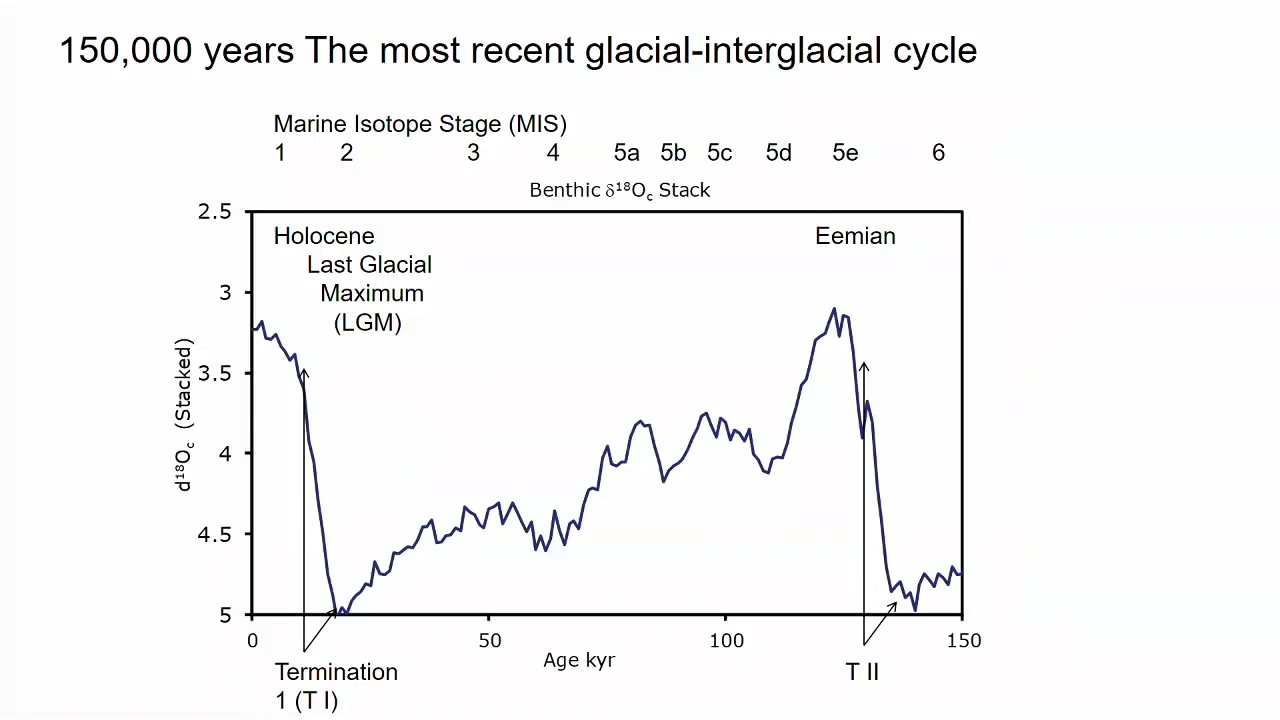 150,000 years The most recent glacial-interglacial cycle
Marine Isotope Stage (MIS)
1 2 3 4 5a 5b 5c 5d 5e 6
Benthic δ¹⁸O꜀ Stack
2.5
3
3.5
4
4.5
5
d¹⁸O꜀ (Stacked)
Holocene
Last Glacial
Maximum
(LGM)
Eemian
0 50 100 150
Age kyr
Termination
1 (T I)
T II